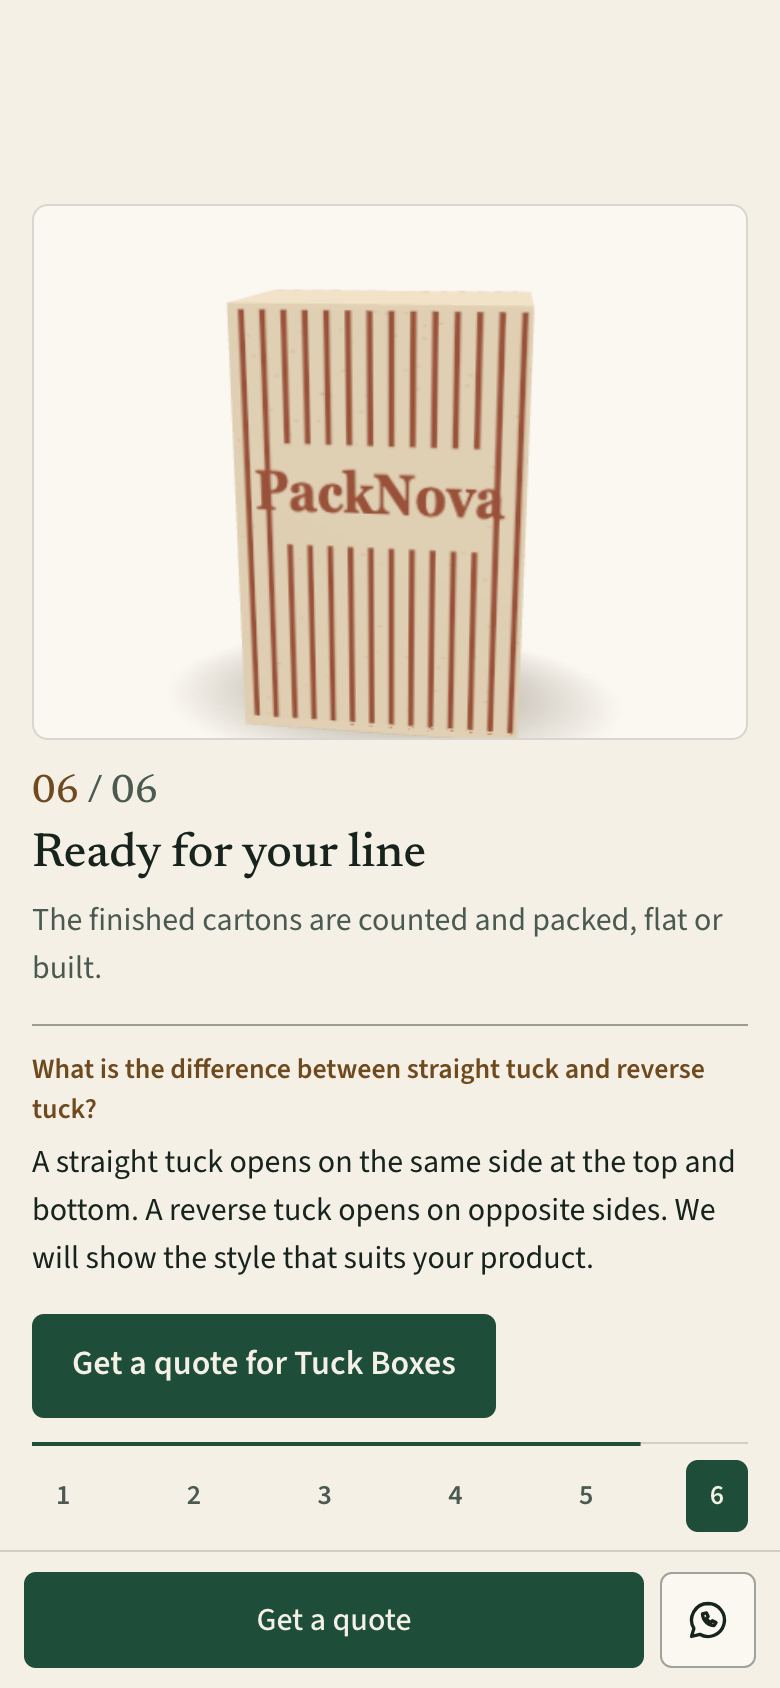 PackNova
06 / 06
Ready for your line
The finished cartons are counted and packed, flat or
built.
What is the difference between straight tuck and reverse
tuck?
A straight tuck opens on the same side at the top and
bottom. A reverse tuck opens on opposite sides. We
will show the style that suits your product.
Get a quote for Tuck Boxes
1 2 3 4 5 6
Get a quote